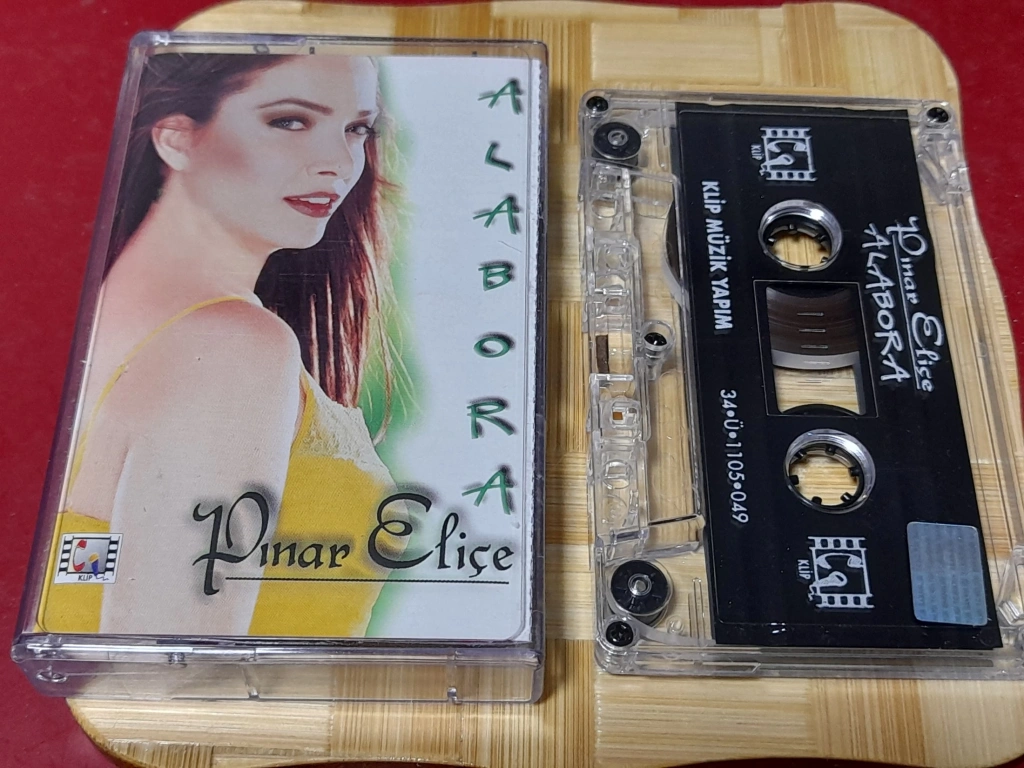 ALABORA
Pınar Eliçe
KLİP
KLİP
Pınar Eliçe
ALABORA
KLİP MÜZİK YAPIM
34•Ü•1105•049
KLİP